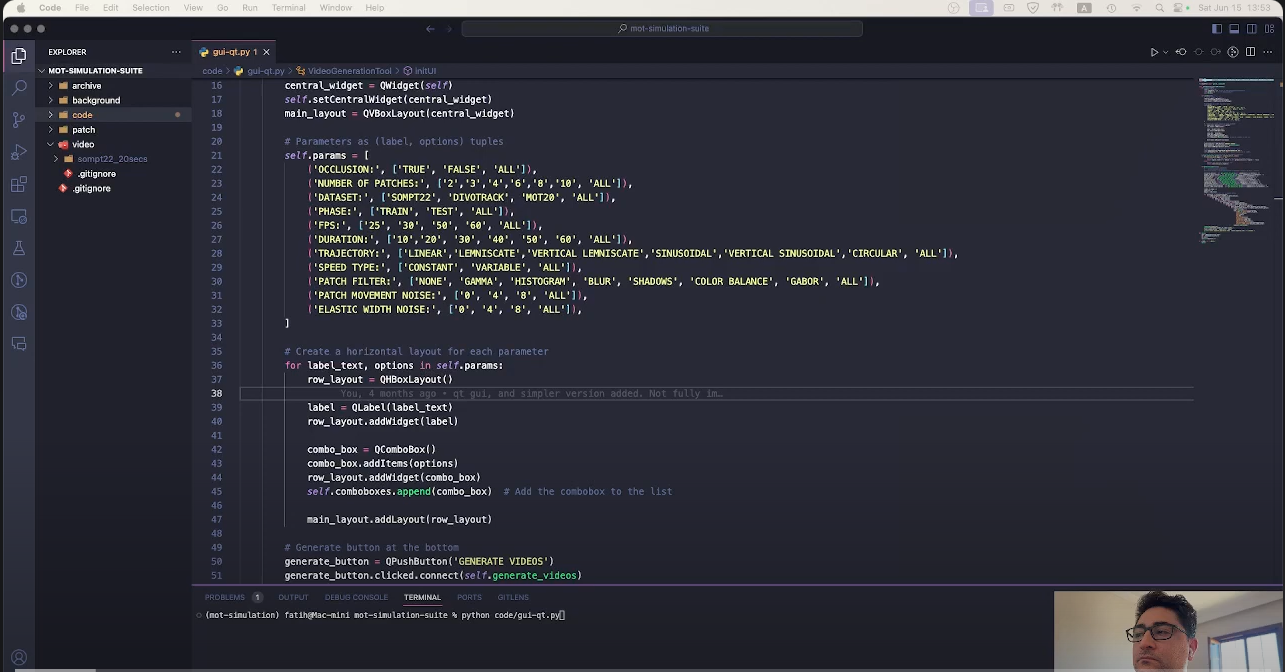 Code File Edit Selection View Go Run Terminal Window Help A Sat Jun 15 13:53
mot-simulation-suite
EXPLORER ...
gui-qt.py 1
MOT-SIMULATION-SUITE
archive
background
code
patch
video
sompt22_20secs
.gitignore
.gitignore
code > gui-qt.py > VideoGenerationTool > initUI
16 central_widget = QWidget(self)
17 self.setCentralWidget(central_widget)
18 main_layout = QVBoxLayout(central_widget)
19
20 # Parameters as (label, options) tuples
21 self.params = [
22 ('OCCLUSION:', ['TRUE', 'FALSE', 'ALL']),
23 ('NUMBER OF PATCHES:', ['2','3','4','6','8','10', 'ALL']),
24 ('DATASET:', ['SOMPT22', 'DIVOTRACK', 'MOT20', 'ALL']),
25 ('PHASE:', ['TRAIN', 'TEST', 'ALL']),
26 ('FPS:', ['25', '30', '50', '60', 'ALL']),
27 ('DURATION:', ['10','20', '30', '40', '50', '60', 'ALL']),
28 ('TRAJECTORY:', ['LINEAR','LEMNISCATE','VERTICAL LEMNISCATE','SINUSOIDAL','VERTICAL SINUSOIDAL','CIRCULAR', 'ALL']),
29 ('SPEED TYPE:', ['CONSTANT', 'VARIABLE', 'ALL']),
30 ('PATCH FILTER:', ['NONE', 'GAMMA', 'HISTOGRAM', 'BLUR', 'SHADOWS', 'COLOR BALANCE', 'GABOR', 'ALL']),
31 ('PATCH MOVEMENT NOISE:', ['0', '4', '8', 'ALL']),
32 ('ELASTIC WIDTH NOISE:', ['0', '4', '8', 'ALL']),
33 ]
34
35 # Create a horizontal layout for each parameter
36 for label_text, options in self.params:
37 row_layout = QHBoxLayout()
38 You, 4 months ago • qt gui, and simpler version added. Not fully im…
39 label = QLabel(label_text)
40 row_layout.addWidget(label)
41
42 combo_box = QComboBox()
43 combo_box.addItems(options)
44 row_layout.addWidget(combo_box)
45 self.comboboxes.append(combo_box) # Add the combobox to the list
46
47 main_layout.addLayout(row_layout)
48
49 # Generate button at the bottom
50 generate_button = QPushButton('GENERATE VIDEOS')
51 generate_button.clicked.connect(self.generate_videos)
PROBLEMS 1 OUTPUT DEBUG CONSOLE TERMINAL PORTS GITLENS
(mot-simulation) fatih@Mac-mini mot-simulation-suite % python code/gui-qt.py